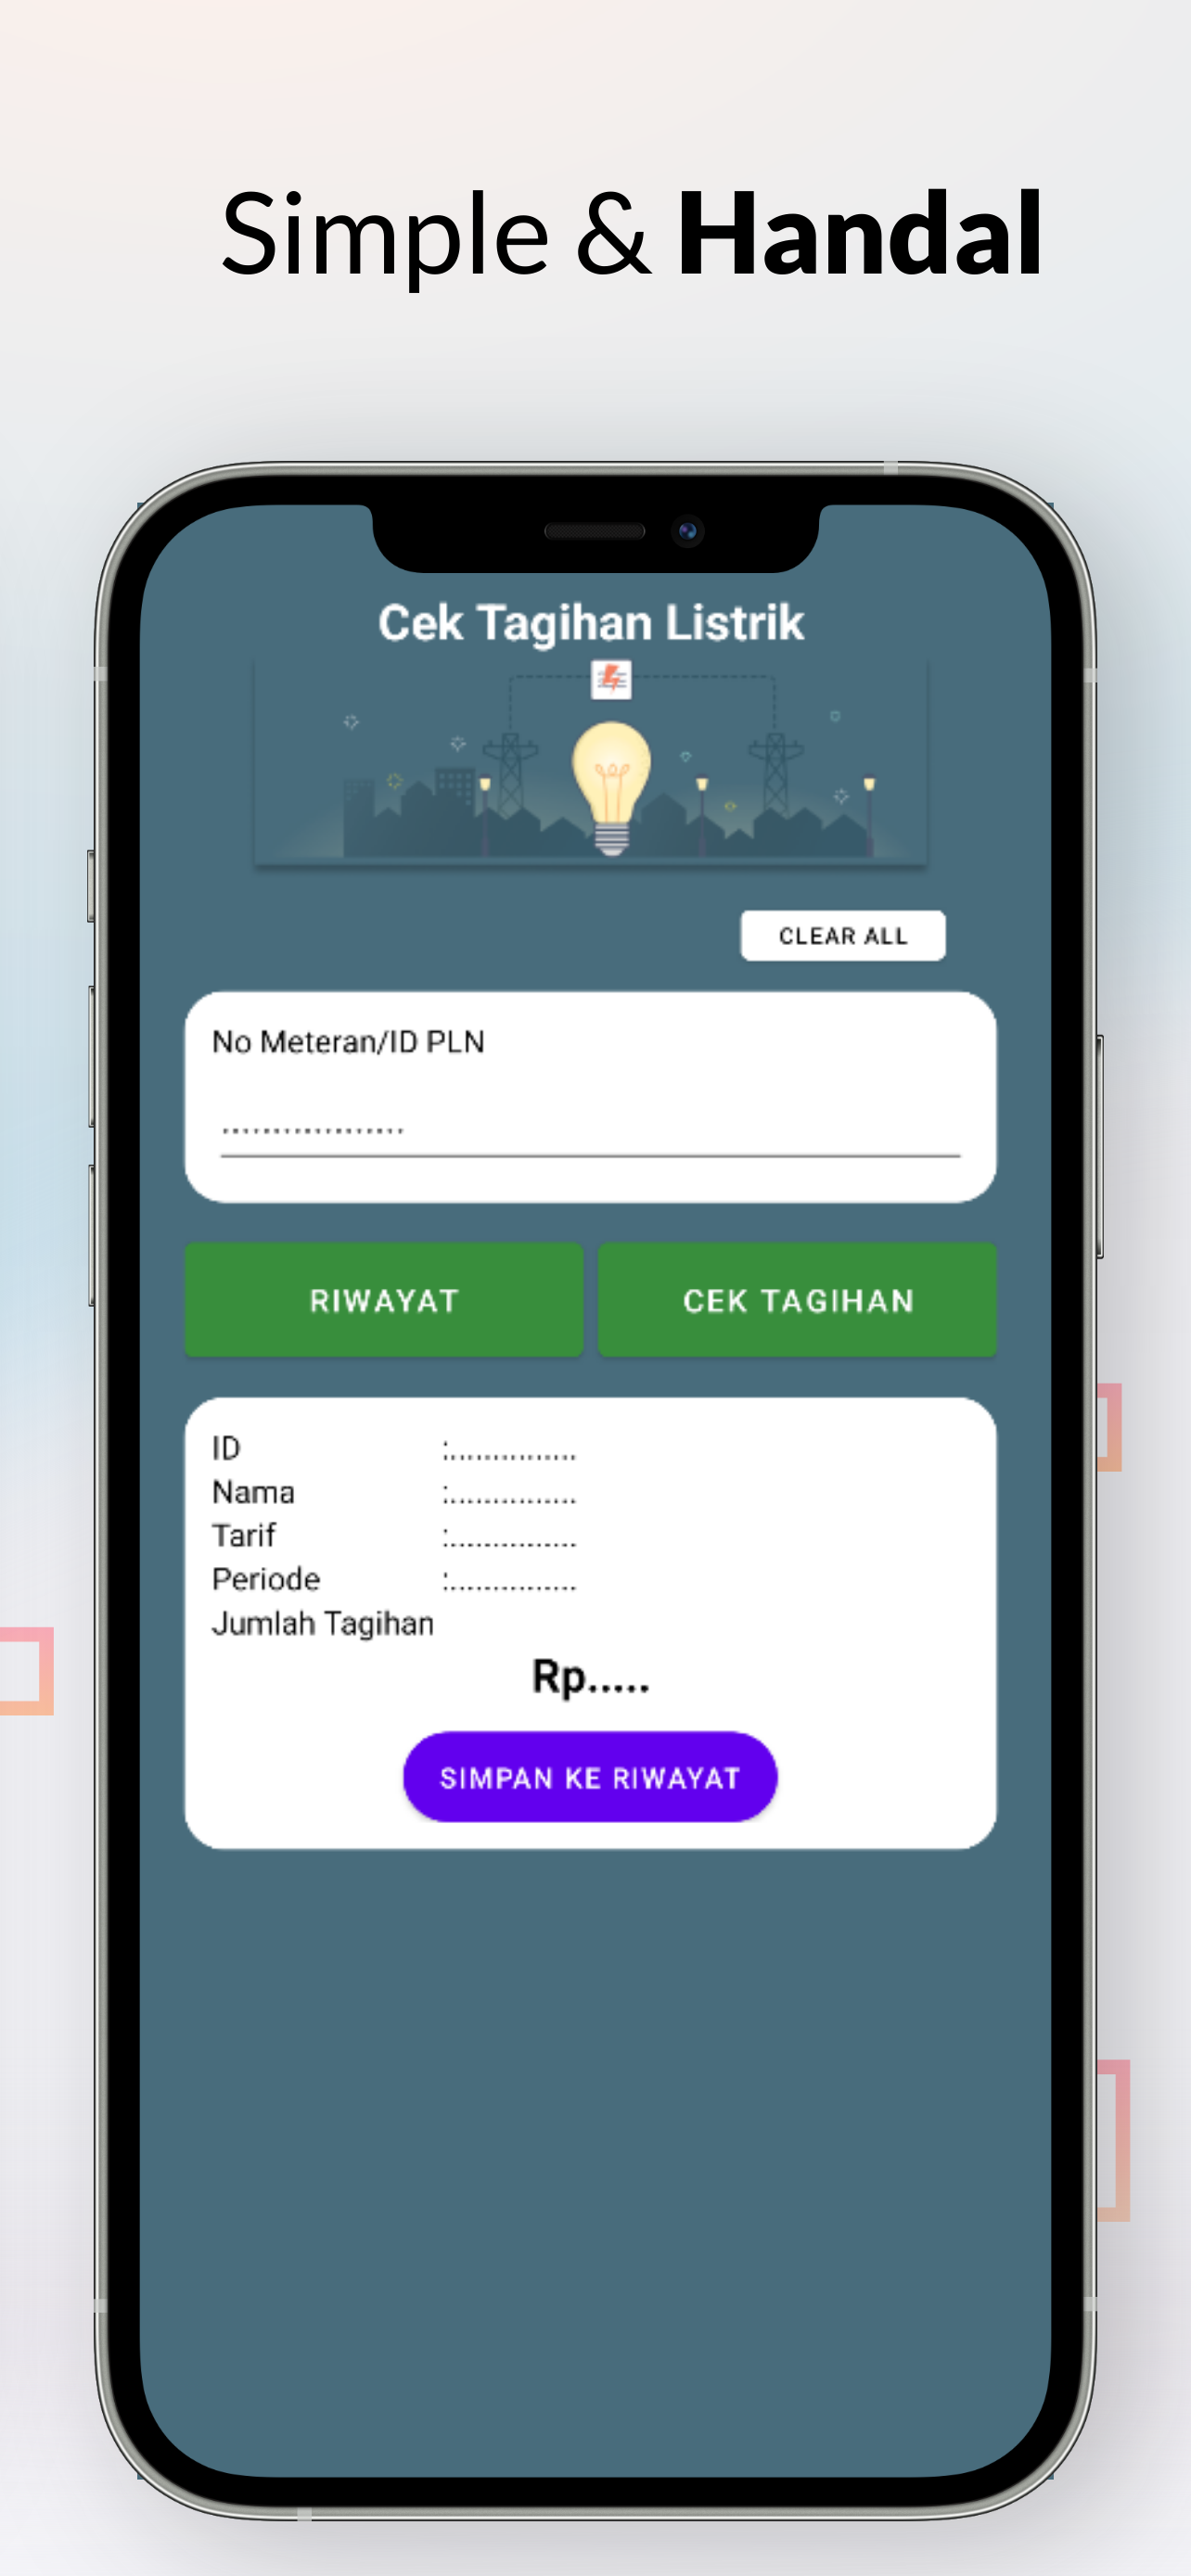 Simple & Handal
Cek Tagihan Listrik
CLEAR ALL
No Meteran/ID PLN
..................
RIWAYAT
CEK TAGIHAN
ID :...............
Nama :...............
Tarif :...............
Periode :...............
Jumlah Tagihan
Rp.....
SIMPAN KE RIWAYAT